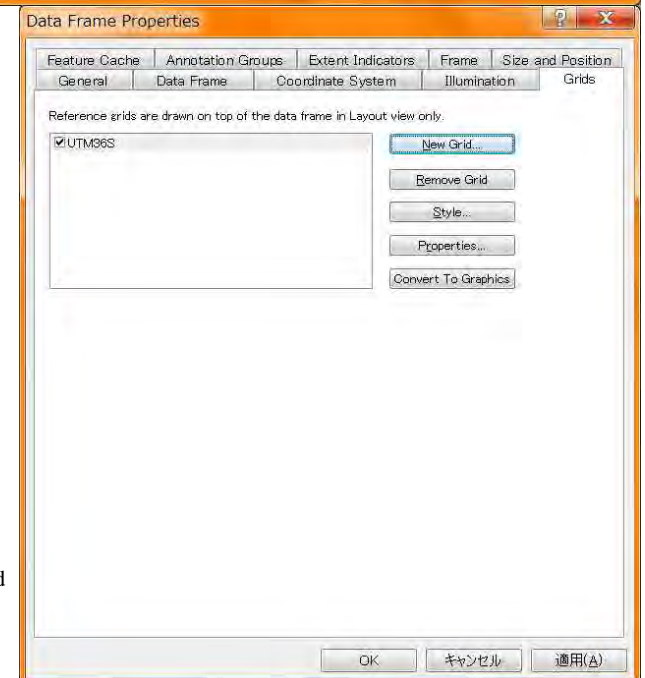 Data Frame Properties
Feature Cache Annotation Groups Extent Indicators Frame Size and Position
General Data Frame Coordinate System Illumination Grids
Reference grids are drawn on top of the data frame in Layout view only.
UTM36S
New Grid...
Remove Grid
Style...
Properties...
Convert To Graphics
OK キャンセル 適用(A)